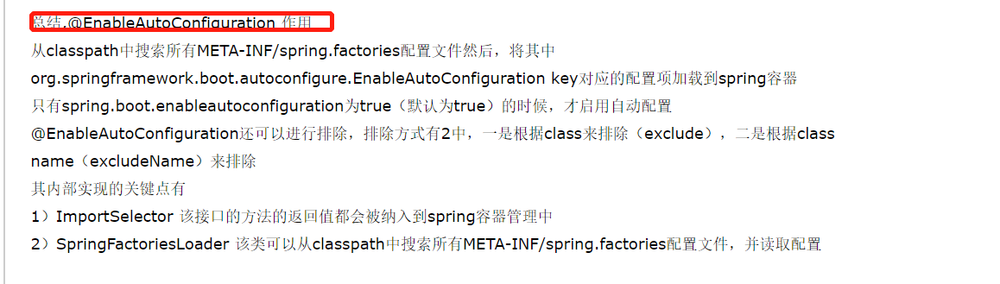 总结,@EnableAutoConfiguration 作用
从classpath中搜索所有META-INF/spring.factories配置文件然后，将其中
org.springframework.boot.autoconfigure.EnableAutoConfiguration key对应的配置项加载到spring容器
只有spring.boot.enableautoconfiguration为true（默认为true）的时候，才启用自动配置
@EnableAutoConfiguration还可以进行排除，排除方式有2中，一是根据class来排除（exclude），二是根据class
name（excludeName）来排除
其内部实现的关键点有
1）ImportSelector 该接口的方法的返回值都会被纳入到spring容器管理中
2）SpringFactoriesLoader 该类可以从classpath中搜索所有META-INF/spring.factories配置文件，并读取配置